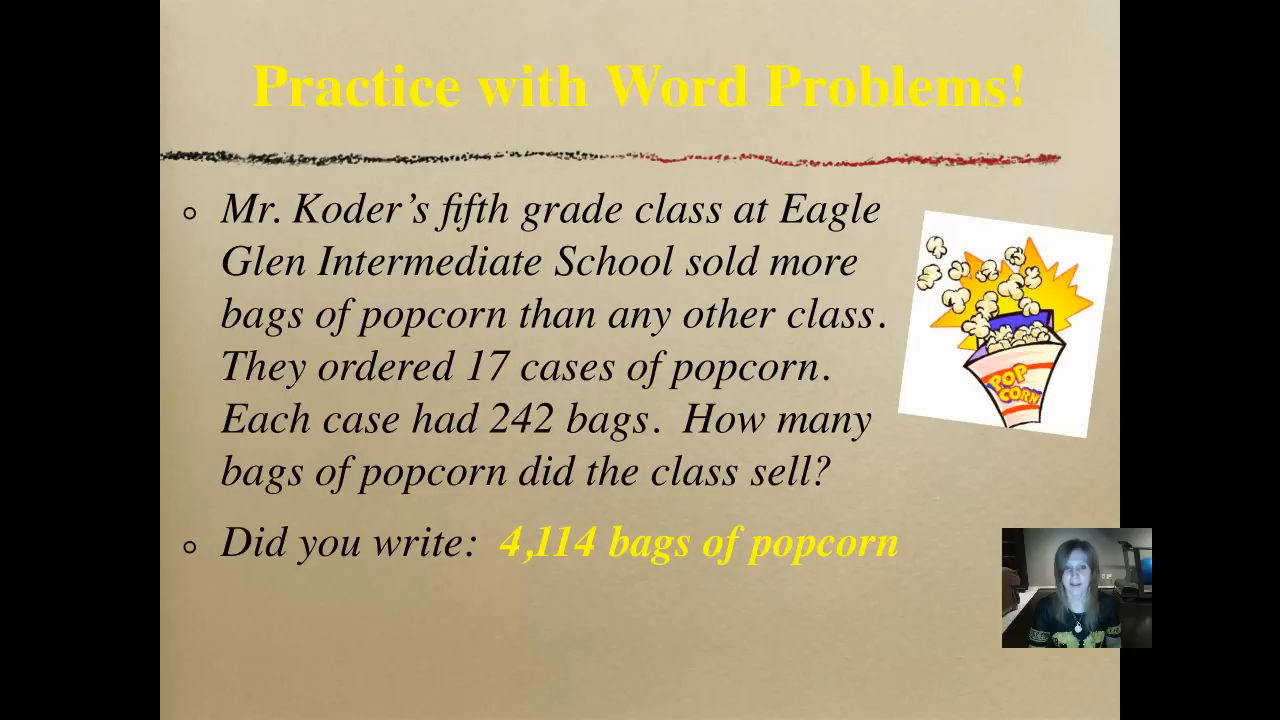 Practice with Word Problems!
Mr. Koder’s fifth grade class at Eagle
Glen Intermediate School sold more
bags of popcorn than any other class.
They ordered 17 cases of popcorn.
Each case had 242 bags.  How many
bags of popcorn did the class sell?
POP
CORN
Did you write:  4,114 bags of popcorn